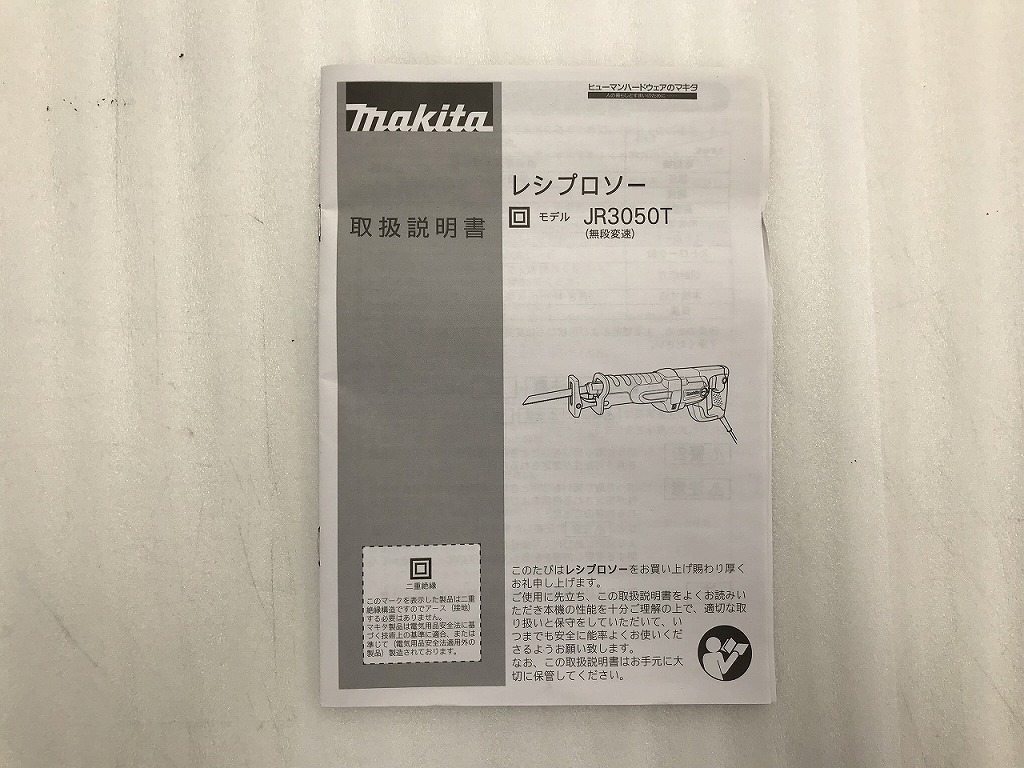 makita
ヒューマンハードウェアのマキタ
人の暮らしとすまいのために
レシプロソー
取扱説明書
モデル JR3050T
(無段変速)
二重絶縁
このマークを表示した製品は二重
絶縁構造ですのでアース（接地）
する必要はありません。
マキタ製品は電気用品安全法に基
づく技術上の基準に適合、または
準じて（電気用品安全法適用外の
製品）製造されております。
このたびはレシプロソーをお買い上げ賜わり厚く
お礼申し上げます。
ご使用に先立ち、この取扱説明書をよくお読みい
ただき本機の性能を十分ご理解の上で、適切な取
り扱いと保守をしていただいて、い
つまでも安全に能率よくお使いくだ
さるようお願い致します。
なお、この取扱説明書はお手元に大
切に保管してください。